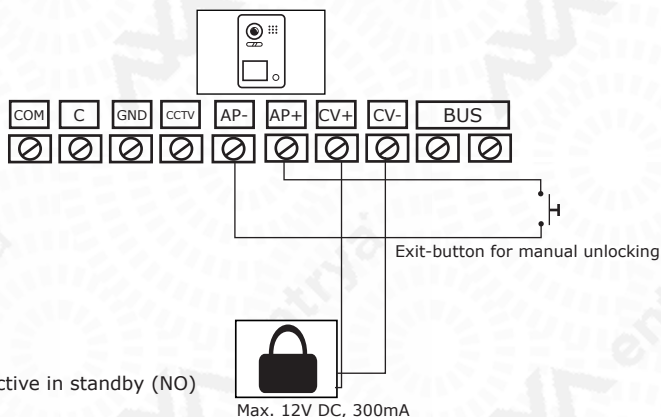 COM C GND CCTV AP- AP+ CV+ CV- BUS
Exit-button for manual unlocking
ctive in standby (NO)
Max. 12V DC, 300mA
entrya